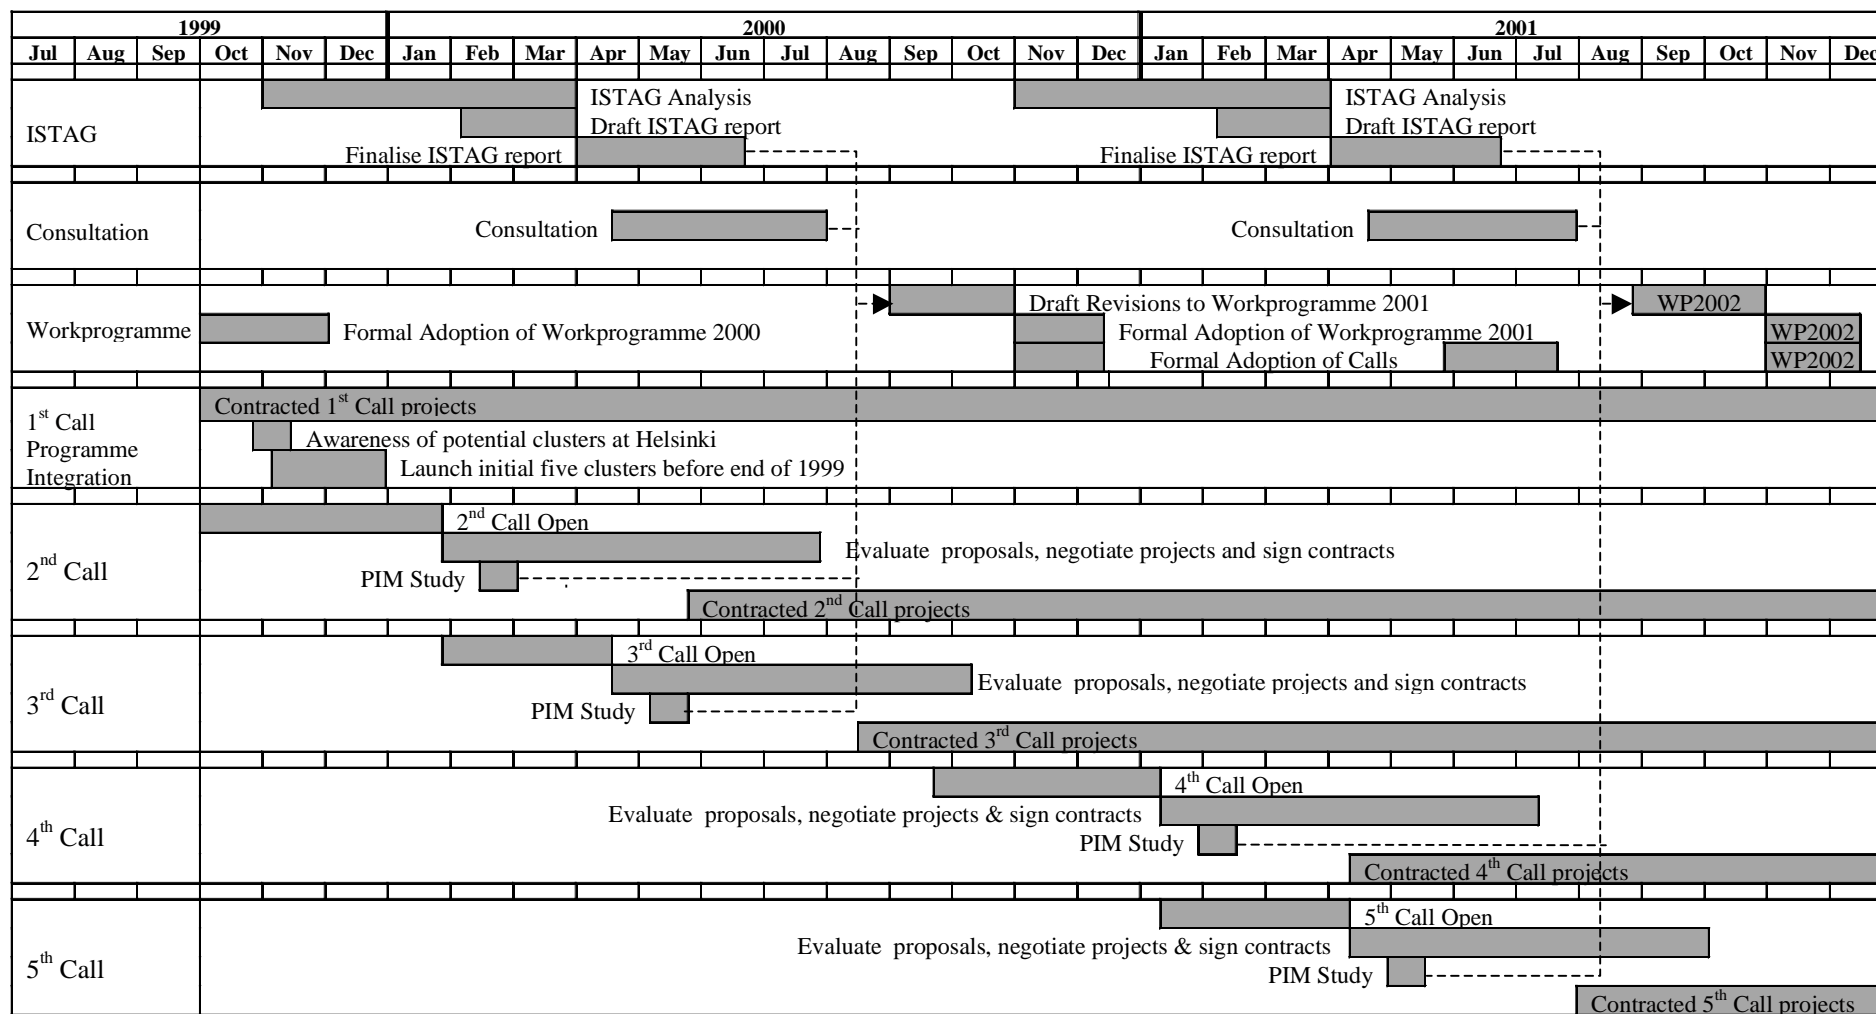 1999 2000 2001
Jul Aug Sep Oct Nov Dec Jan Feb Mar Apr May Jun Jul Aug Sep Oct Nov Dec Jan Feb Mar Apr May Jun Jul Aug Sep Oct Nov Dec
ISTAG
ISTAG Analysis
ISTAG Analysis
Draft ISTAG report
Draft ISTAG report
Finalise ISTAG report
Finalise ISTAG report
Consultation
Consultation
Consultation
Workprogramme
Draft Revisions to Workprogramme 2001
WP2002
Formal Adoption of Workprogramme 2000
Formal Adoption of Workprogramme 2001
WP2002
Formal Adoption of Calls
WP2002
1st Call
Programme
Integration
Contracted 1st Call projects
Awareness of potential clusters at Helsinki
Launch initial five clusters before end of 1999
2nd Call
2nd Call Open
Evaluate proposals, negotiate projects and sign contracts
PIM Study
Contracted 2nd Call projects
3rd Call
3rd Call Open
Evaluate proposals, negotiate projects and sign contracts
PIM Study
Contracted 3rd Call projects
4th Call
4th Call Open
Evaluate proposals, negotiate projects & sign contracts
PIM Study
Contracted 4th Call projects
5th Call
5th Call Open
Evaluate proposals, negotiate projects & sign contracts
PIM Study
Contracted 5th Call projects